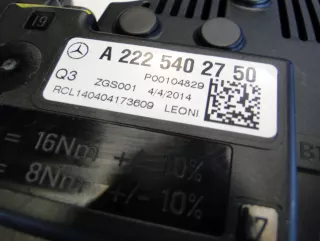 19
A 222 540 27 50
Q3 ZGS001 P00104829
4/4/2014
RCL140404173609 LEONI
= 16Nm +/- 10%
= 8Nm +/- 10%